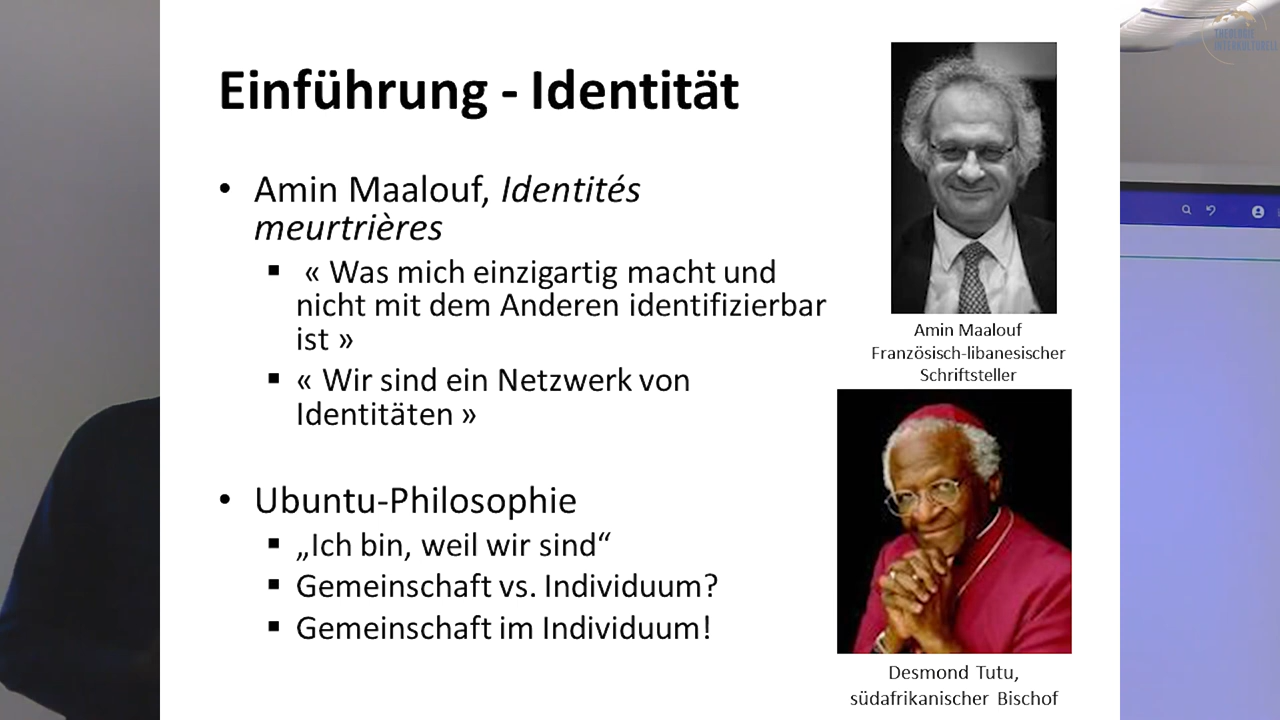 Einführung - Identität
• Amin Maalouf, Identités
meurtrières
▪ « Was mich einzigartig macht und
nicht mit dem Anderen identifizierbar
ist »
▪ « Wir sind ein Netzwerk von
Identitäten »
• Ubuntu-Philosophie
▪ „Ich bin, weil wir sind“
▪ Gemeinschaft vs. Individuum?
▪ Gemeinschaft im Individuum!
Amin Maalouf
Französisch-libanesischer
Schriftsteller
Desmond Tutu,
südafrikanischer Bischof
THEOLOGIE
INTERKULTURELL